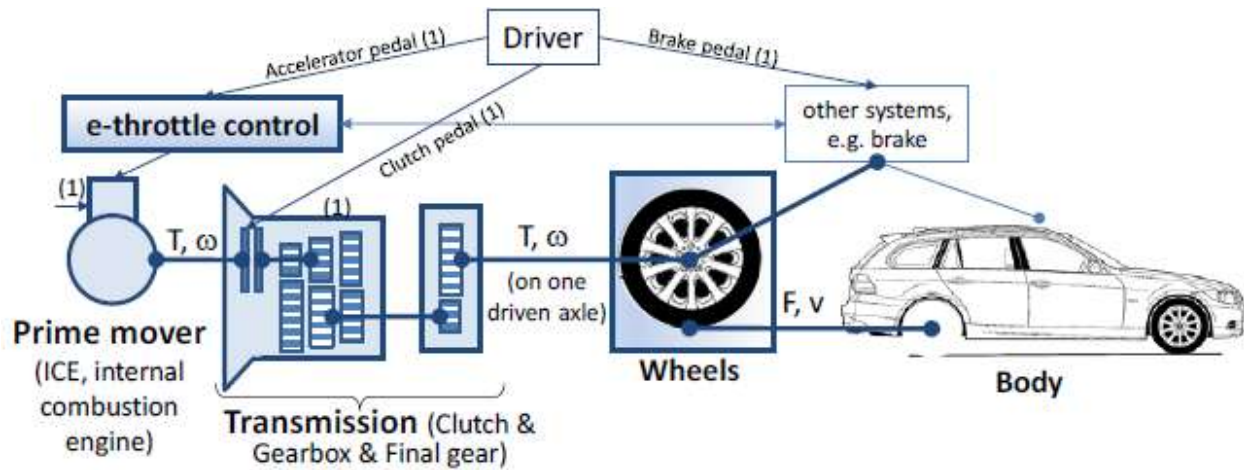 Driver
Accelerator pedal (1)
Brake pedal (1)
e-throttle control
Clutch pedal (1)
other systems,
e.g. brake
(1)
(1)
T, ω
T, ω
(on one
driven axle)
F, v
Prime mover
(ICE, internal
combustion
engine)
Transmission (Clutch &
Gearbox & Final gear)
Wheels
Body